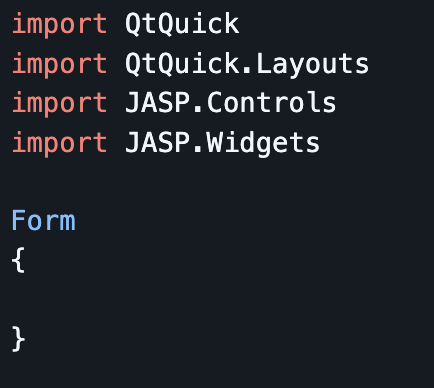 import QtQuick
import QtQuick.Layouts
import JASP.Controls
import JASP.Widgets
Form
{
}